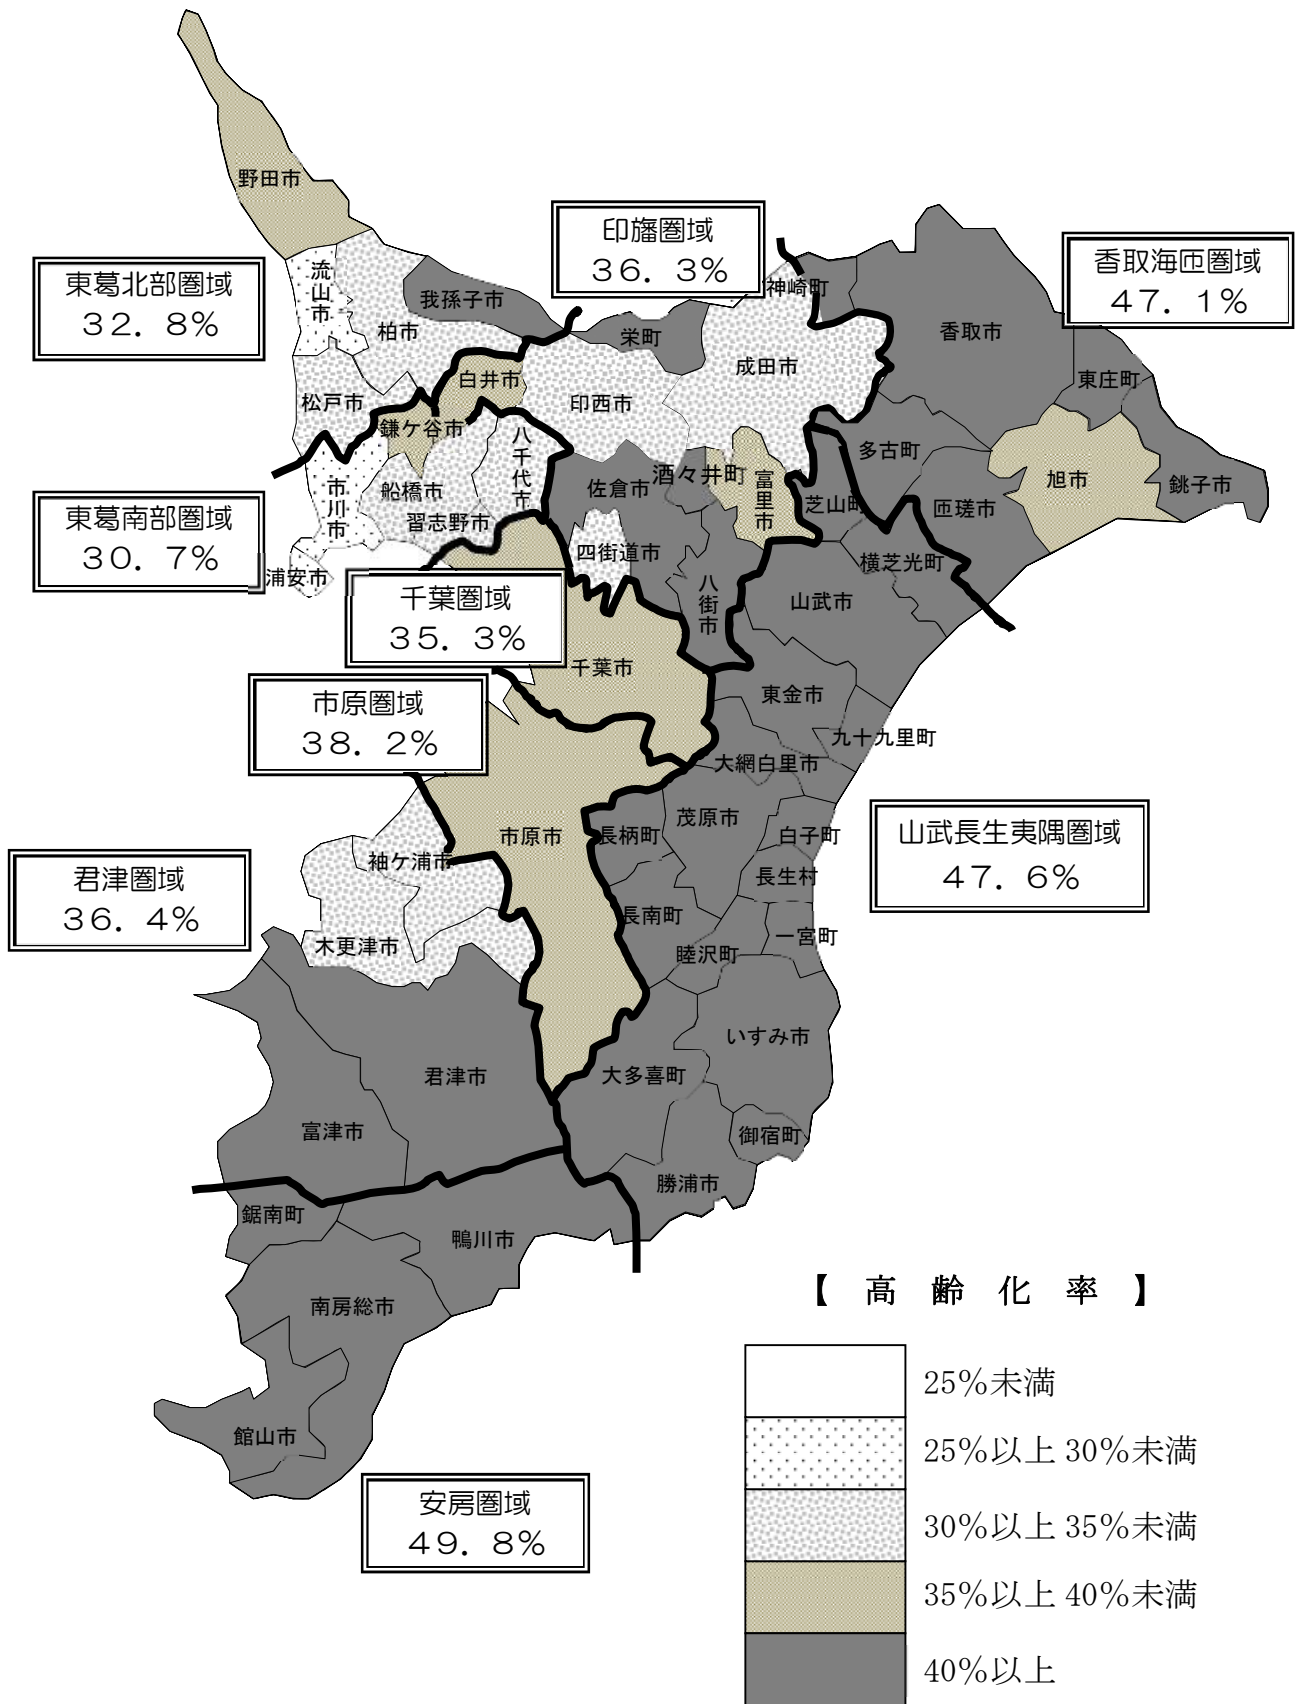 野田市
印旛圏域
36．3％
香取海匝圏域
47．1％
東葛北部圏域
32．8％
流山市
柏市
我孫子市
神崎町
栄町
成田市
香取市
東庄町
松戸市
白井市
印西市
鎌ケ谷市
八千代市
多古町
旭市
銚子市
東葛南部圏域
30．7％
市川市
船橋市
習志野市
佐倉市
酒々井町
富里市
芝山町
匝瑳市
浦安市
四街道市
八街市
横芝光町
山武市
千葉圏域
35．3％
千葉市
東金市
九十九里町
市原圏域
38．2％
大網白里市
市原市
長柄町
茂原市
白子町
山武長生夷隅圏域
47．6％
君津圏域
36．4％
袖ケ浦市
長生村
木更津市
長南町
睦沢町
一宮町
いすみ市
君津市
大多喜町
富津市
御宿町
勝浦市
鋸南町
鴨川市
南房総市
館山市
安房圏域
49．8％
【 高 齢 化 率 】
25％未満
25％以上 30％未満
30％以上 35％未満
35％以上 40％未満
40％以上